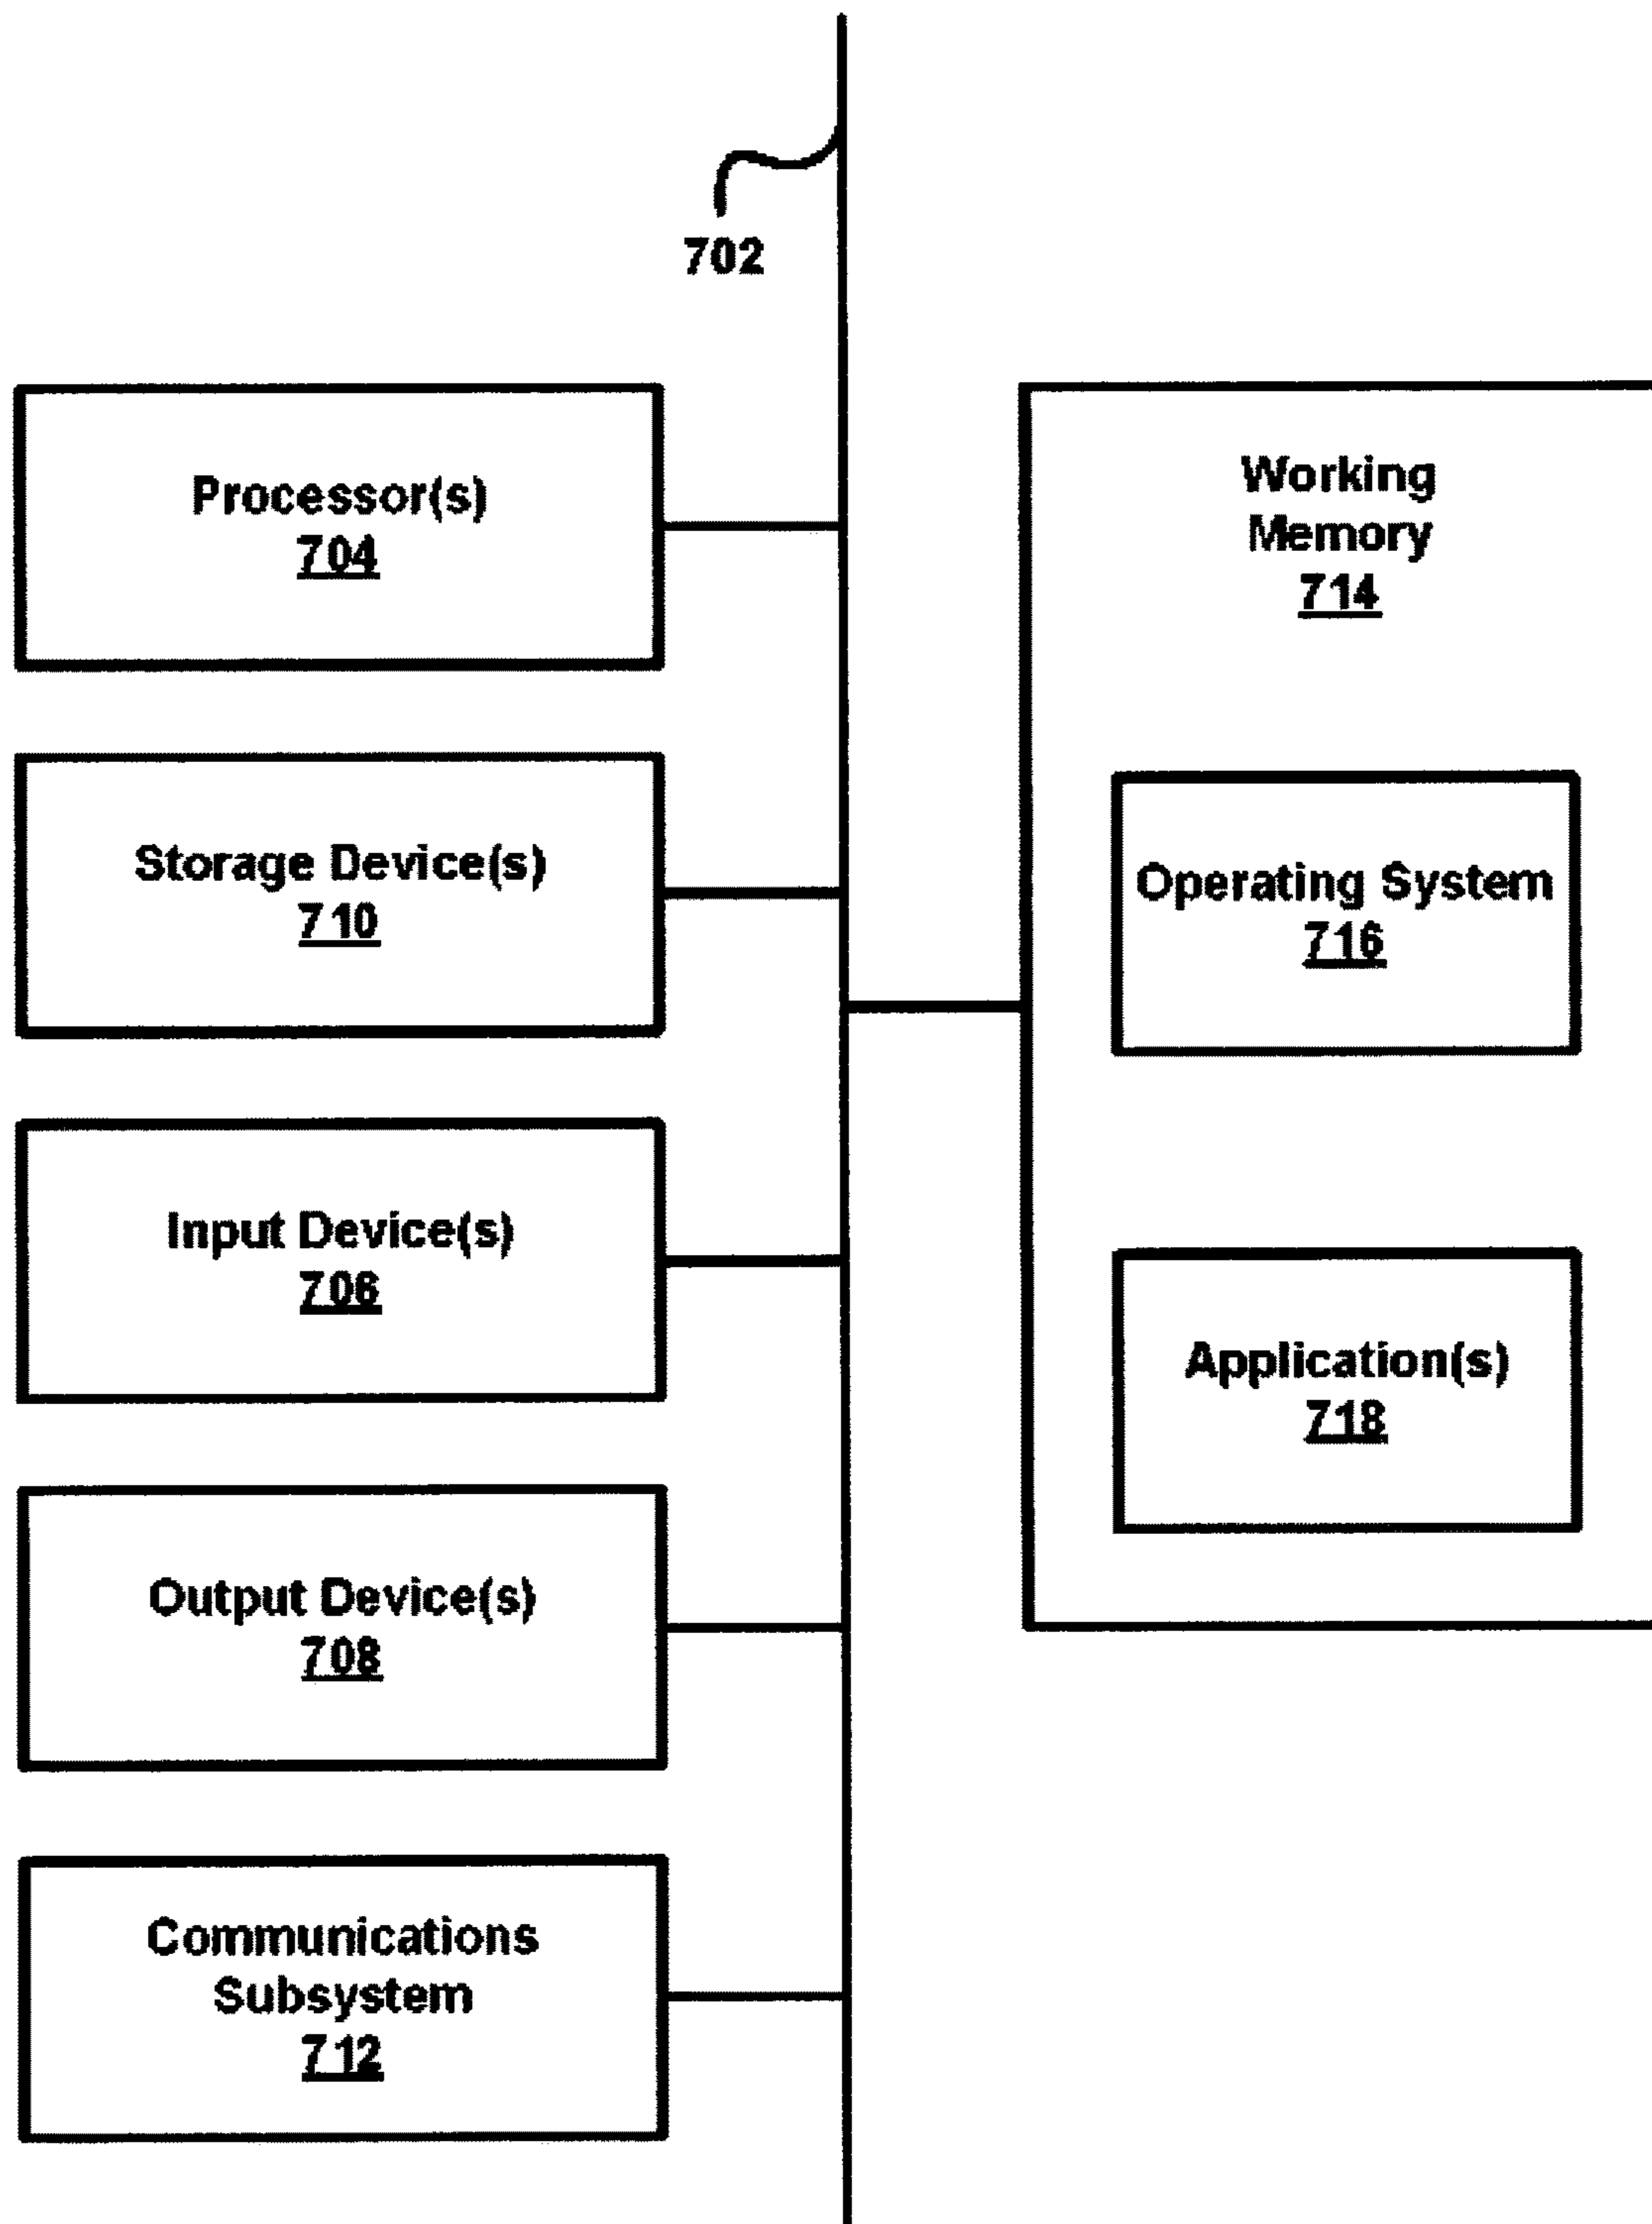 702
Processor(s)
704
Storage Device(s)
710
Input Device(s)
706
Output Device(s)
708
Communications
Subsystem
712
Working
Memory
714
Operating System
716
Application(s)
718